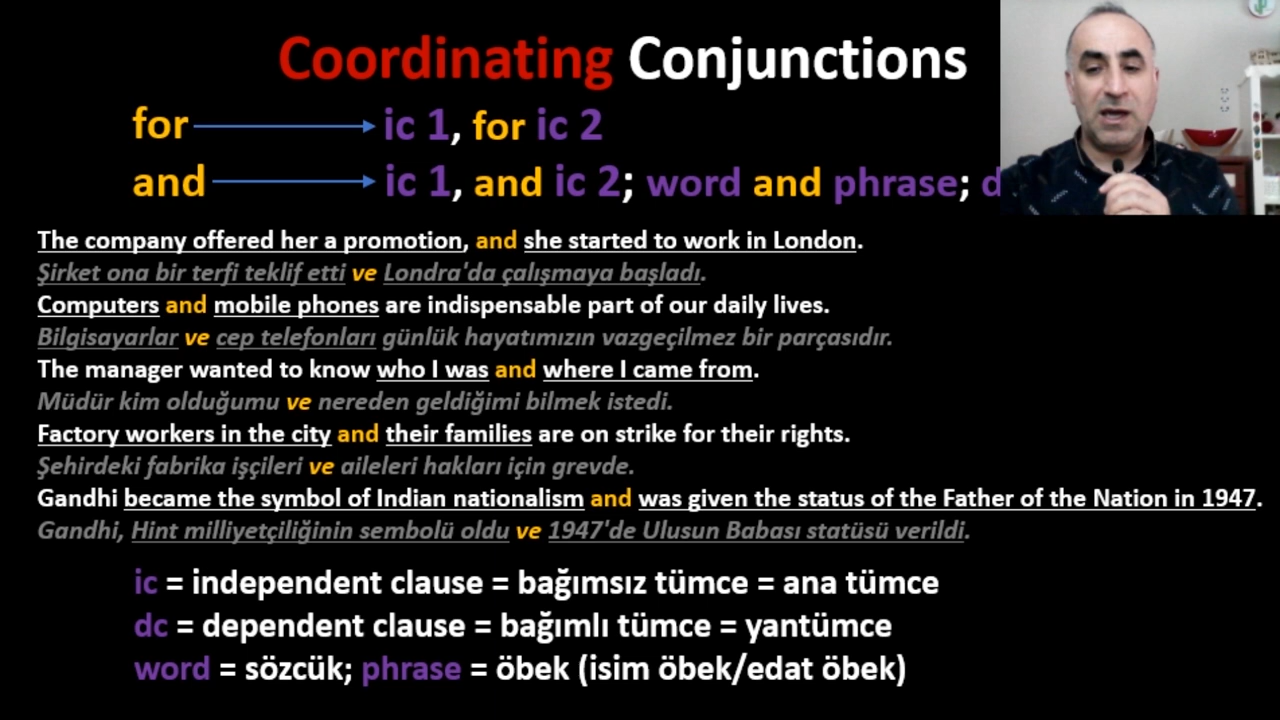 Coordinating Conjunctions
for ic 1, for ic 2
and ic 1, and ic 2; word and phrase; d
The company offered her a promotion, and she started to work in London.
Şirket ona bir terfi teklif etti ve Londra'da çalışmaya başladı.
Computers and mobile phones are indispensable part of our daily lives.
Bilgisayarlar ve cep telefonları günlük hayatımızın vazgeçilmez bir parçasıdır.
The manager wanted to know who I was and where I came from.
Müdür kim olduğumu ve nereden geldiğimi bilmek istedi.
Factory workers in the city and their families are on strike for their rights.
Şehirdeki fabrika işçileri ve aileleri hakları için grevde.
Gandhi became the symbol of Indian nationalism and was given the status of the Father of the Nation in 1947.
Gandhi, Hint milliyetçiliğinin sembolü oldu ve 1947'de Ulusun Babası statüsü verildi.
ic = independent clause = bağımsız tümce = ana tümce
dc = dependent clause = bağımlı tümce = yantümce
word = sözcük; phrase = öbek (isim öbek/edat öbek)